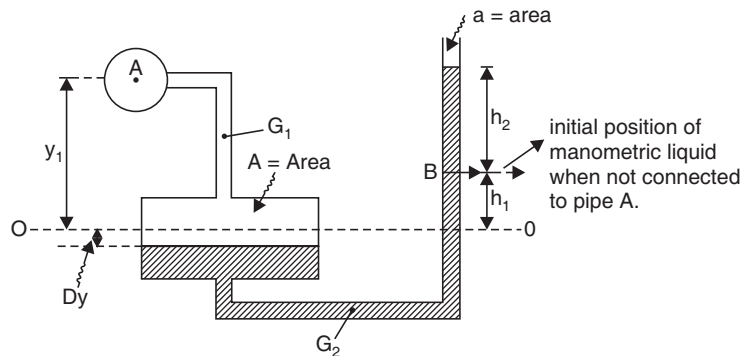 a = area
A
G1
h2
y1
A = Area
initial position of
manometric liquid
when not connected
to pipe A.
B
h1
O
0
Dy
G2